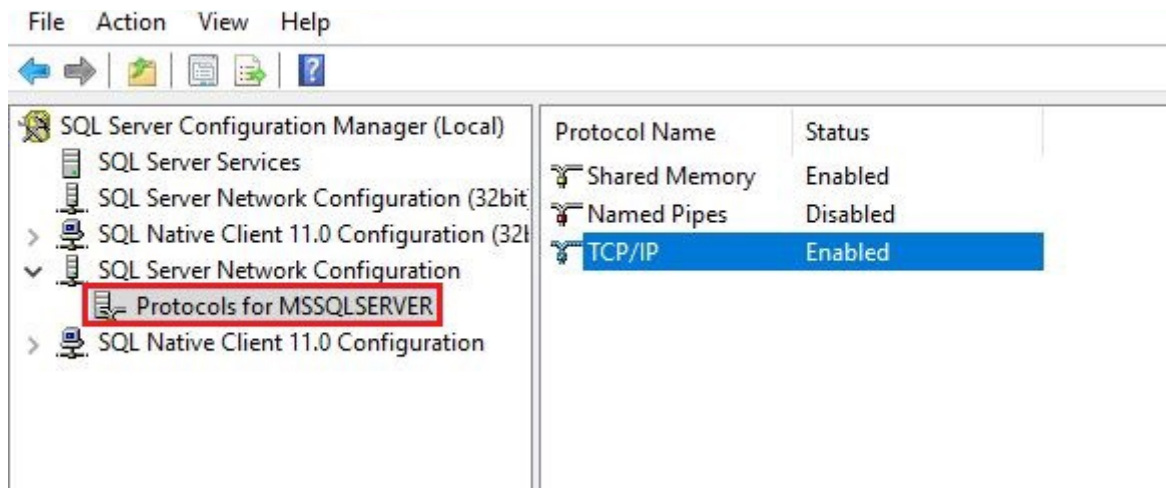 File Action View Help
SQL Server Configuration Manager (Local)
SQL Server Services
SQL Server Network Configuration (32bit
SQL Native Client 11.0 Configuration (32b
SQL Server Network Configuration
Protocols for MSSQLSERVER
SQL Native Client 11.0 Configuration
Protocol Name Status
Shared Memory Enabled
Named Pipes Disabled
TCP/IP Enabled